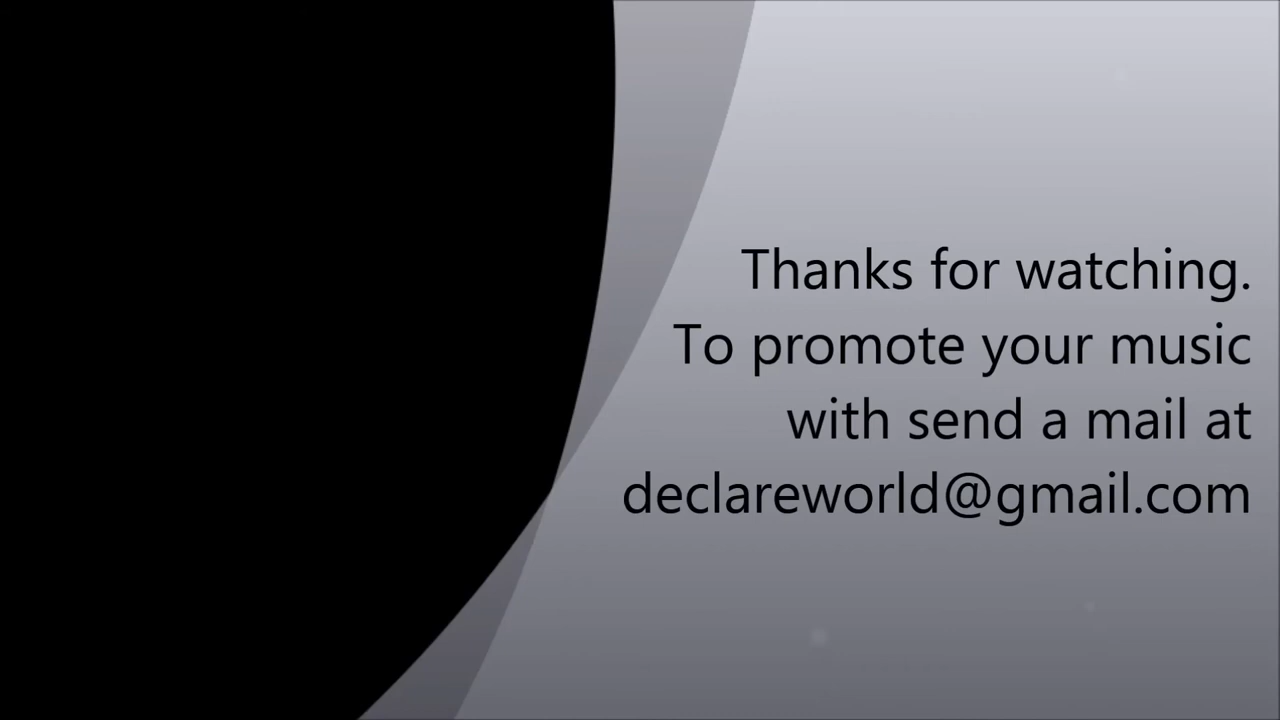 Thanks for watching.
To promote your music
with send a mail at
declareworld@gmail.com